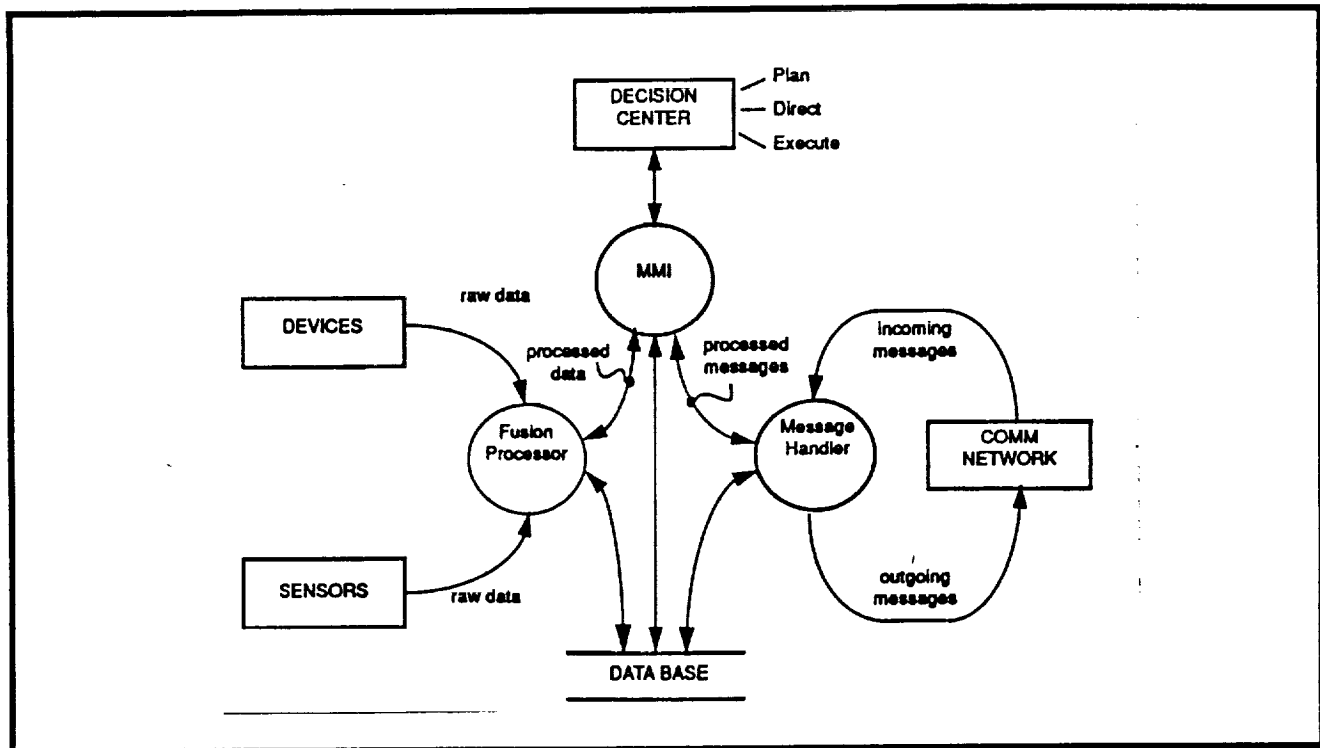 DECISION
CENTER
Plan
Direct
Execute
MMI
raw data
DEVICES
processed
data
processed
messages
incoming
messages
Fusion
Processor
Message
Handler
COMM
NETWORK
SENSORS
raw data
outgoing
messages
DATA BASE